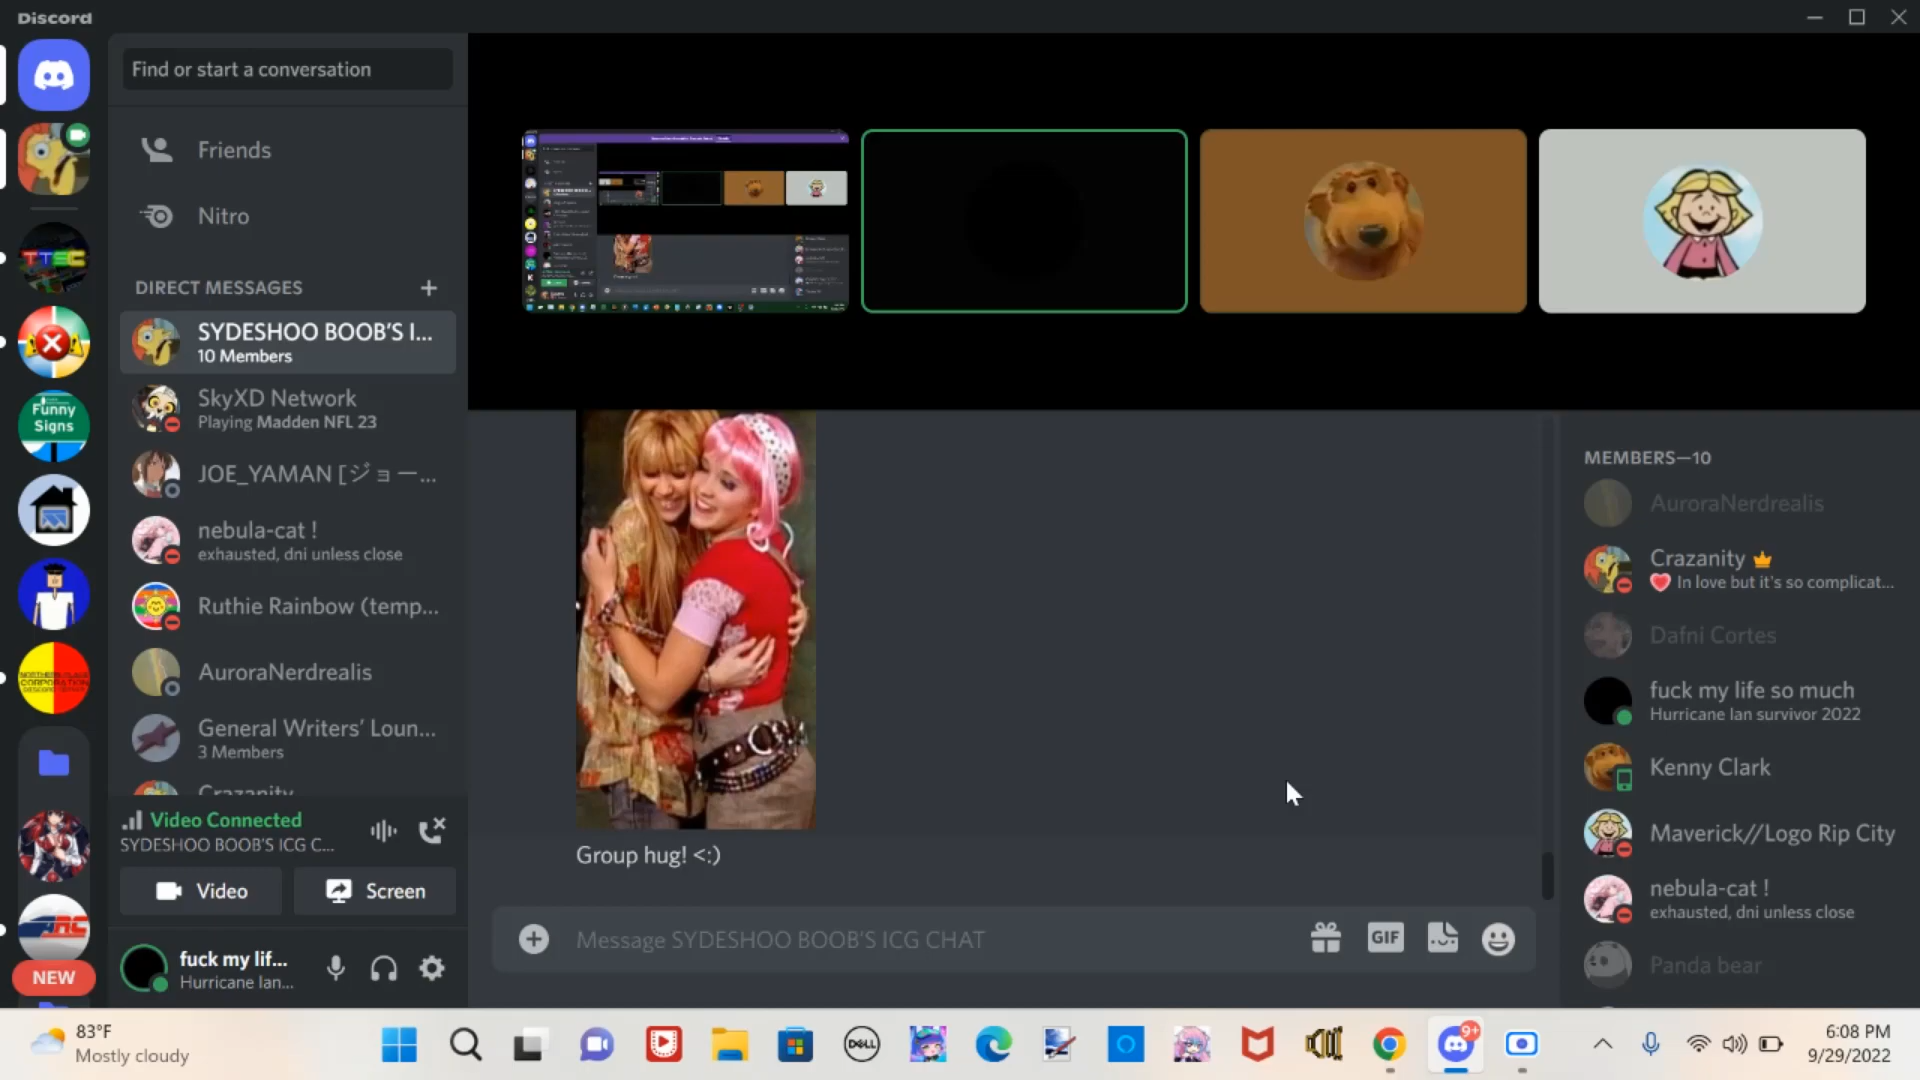 Discord
Find or start a conversation
Friends
Nitro
DIRECT MESSAGES
SYDESHOO BOOB'S I...
10 Members
SkyXD Network
Playing Madden NFL 23
JOE_YAMAN [ジョー...
nebula-cat !
exhausted, dni unless close
Ruthie Rainbow (temp...
AuroraNerdrealis
General Writers' Loun...
3 Members
Crazanity
Video Connected
SYDESHOO BOOB'S ICG C...
Video
Screen
fuck my lif...
Hurricane Ian...
TTEC
Funny
Signs
ARC
NEW
Group hug! <:)
Message SYDESHOO BOOB'S ICG CHAT
GIF
MEMBERS—10
AuroraNerdrealis
Crazanity
In love but it's so complicat...
Dafni Cortes
fuck my life so much
Hurricane Ian survivor 2022
Kenny Clark
Maverick//Logo Rip City
nebula-cat !
exhausted, dni unless close
Panda bear
83°F
Mostly cloudy
DELL
9+
6:08 PM
9/29/2022